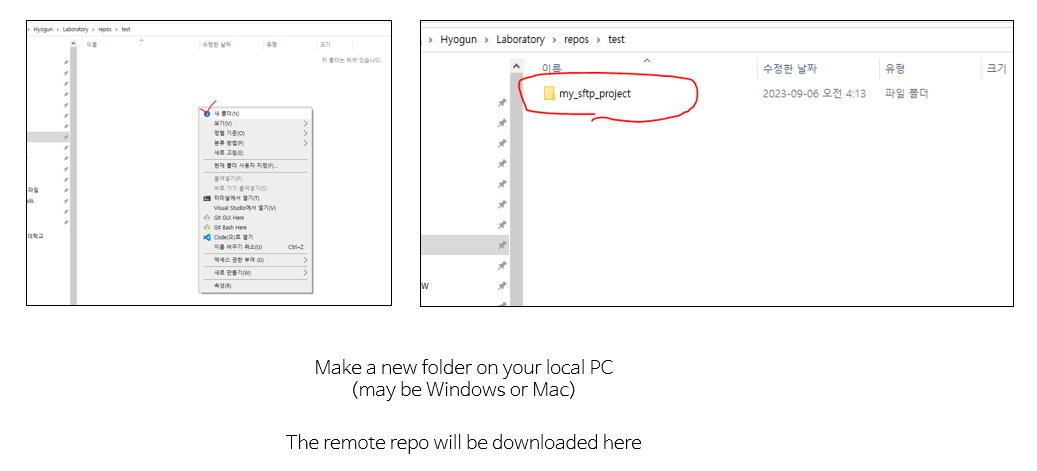 Hyogun > Laboratory > repos > test
이름
수정한 날짜
유형
크기
이 폴더는 비어 있습니다.
새 폴더(N)
보기(V)
정렬 기준(O)
분류 방법(P)
새로 고침(E)
현재 폴더 사용자 지정(F)...
붙여넣기(P)
바로 가기 붙여넣기(S)
터미널에서 열기(T)
Visual Studio에서 열기(V)
Git GUI Here
Git Bash Here
Code(으)로 열기
이름 바꾸기 취소(U) Ctrl+Z
액세스 권한 부여 (G)
새로 만들기(W)
속성(R)
파일
ds
대학교
Hyogun > Laboratory > repos > test
이름
수정한 날짜
유형
크기
my_sftp_project
2023-09-06 오전 4:13
파일 폴더
w
Make a new folder on your local PC
(may be Windows or Mac)
The remote repo will be downloaded here